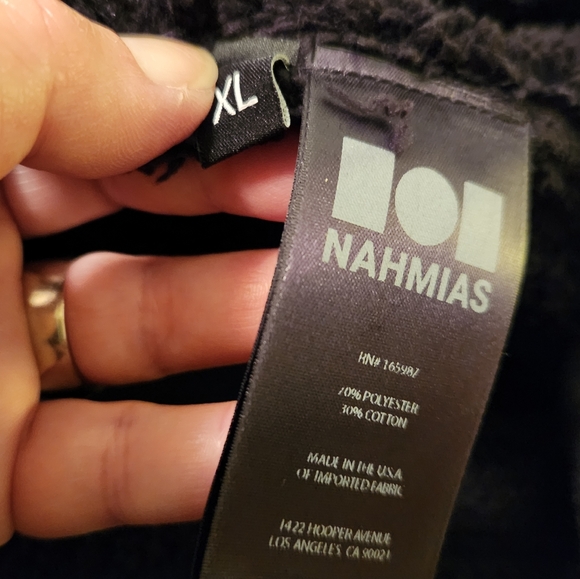 XL
NAHMIAS
RN# 165982
70% POLYESTER
30% COTTON
MADE IN THE U.S.A.
OF IMPORTED FABRIC
1422 HOOPER AVENUE
LOS ANGELES, CA 90021